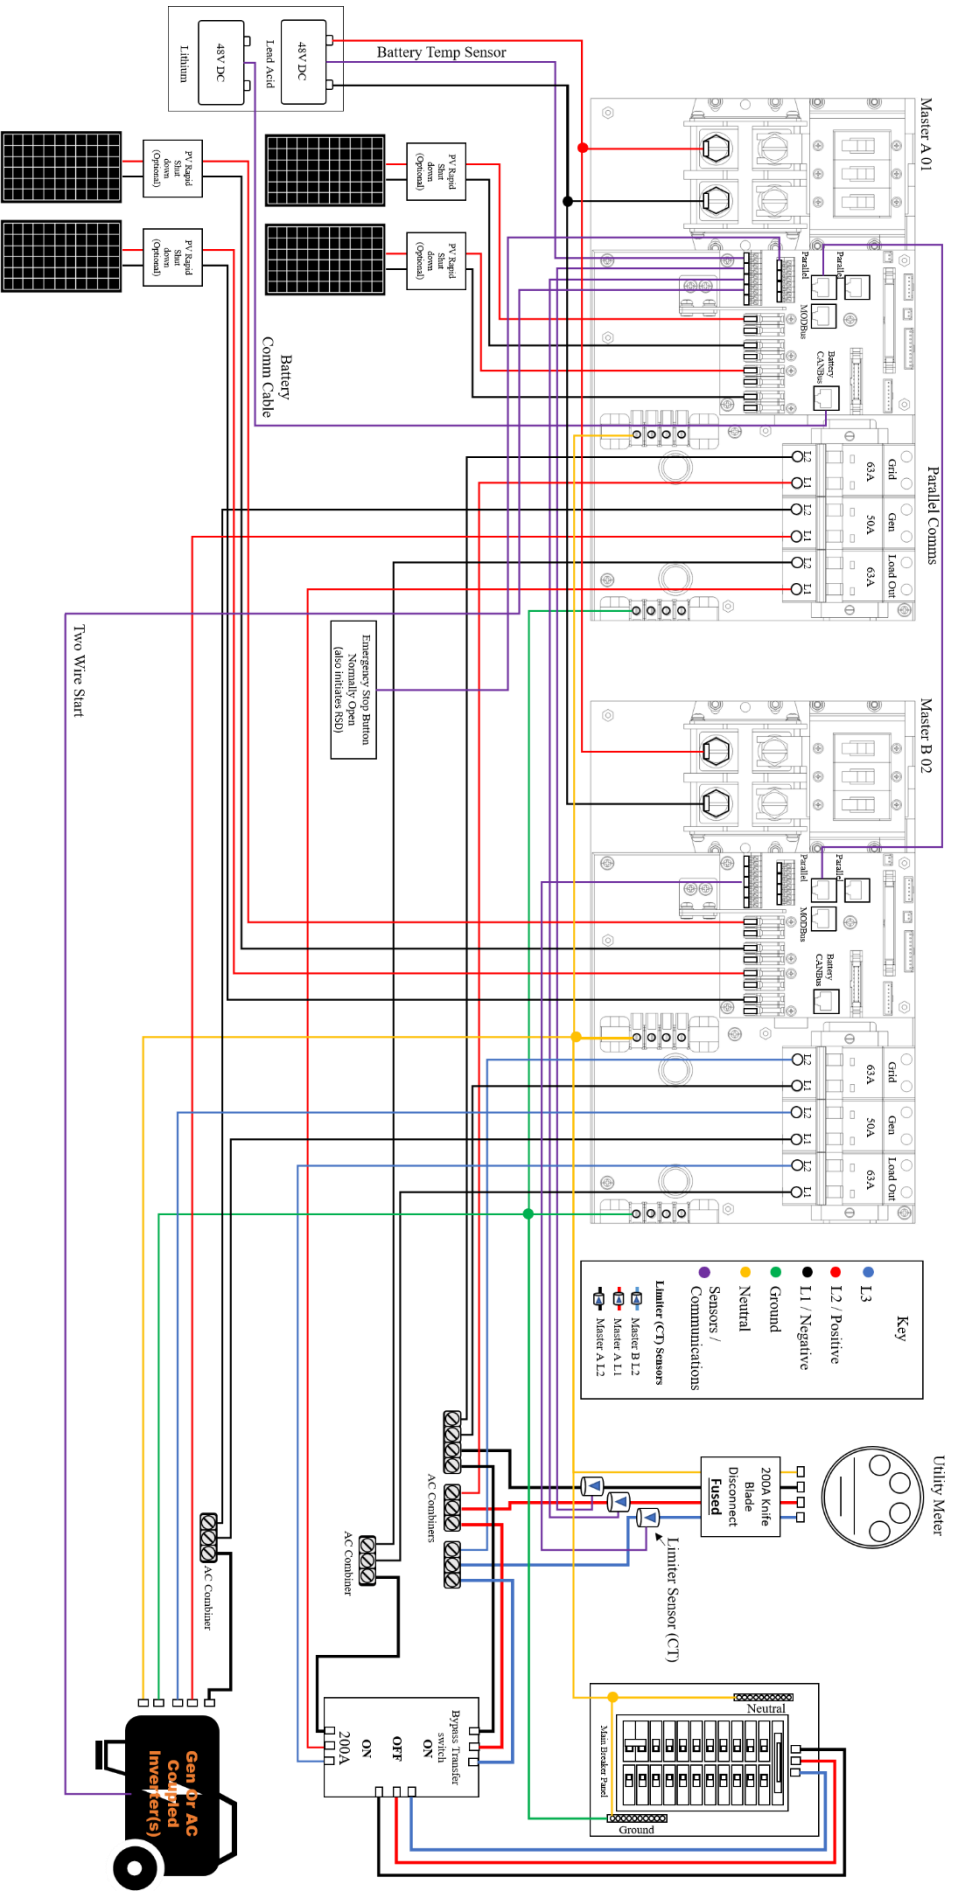 Battery Temp Sensor
48V DC
Lead Acid
48V DC
Lithium
PV Rapid
Shut
down
(Optional)
PV Rapid
Shut
down
(Optional)
PV Rapid
Shut
down
(Optional)
PV Rapid
Shut
down
(Optional)
Battery
Comm Cable
Master A 01
Parallel
Parallel
MODBus
Battery
CANBus
Parallel Comms
Grid
63A
L2
L1
Gen
50A
L2
L1
Load Out
63A
L2
L1
Two Wire Start
Emergency Stop Button
Normally Open
(also initiates RSD)
Master B 02
Parallel
Parallel
MODBus
Battery
CANBus
Grid
63A
L2
L1
Gen
50A
L2
L1
Load Out
63A
L2
L1
Key
L3
L2 / Positive
L1 / Negative
Ground
Neutral
Sensors /
Communications
Limiter (CT) Sensors
Master B L2
Master A L1
Master A L2
Utility Meter
200A Knife
Blade
Disconnect
Fused
Limiter Sensor (CT)
AC Combiners
AC Combiner
AC Combiner
Bypass Transfer
switch
ON
OFF
ON
200A
Neutral
Main Breaker Panel
Ground
Gen Or AC
Coupled
Inverter(s)